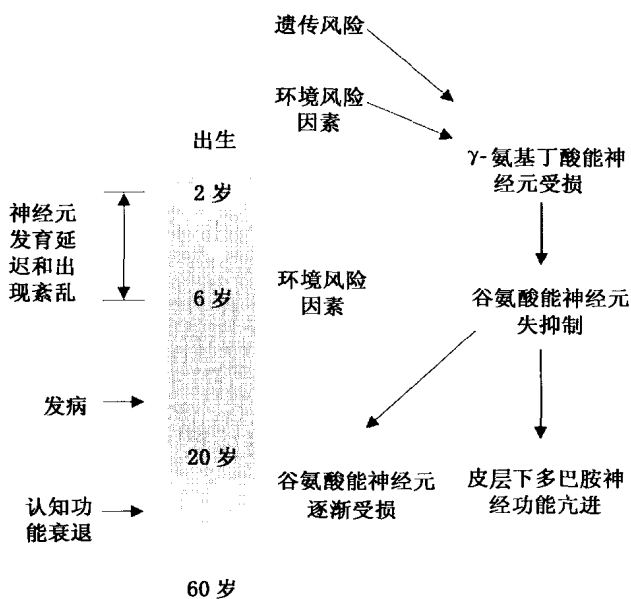 遗传风险
环境风险
因素
出生
γ-氨基丁酸能神
经元受损
2岁
神经元
发育延
迟和出
现紊乱
6岁
环境风险
因素
谷氨酸能神经元
失抑制
发病
20岁
谷氨酸能神经元
逐渐受损
皮层下多巴胺神
经功能亢进
认知功
能衰退
60岁